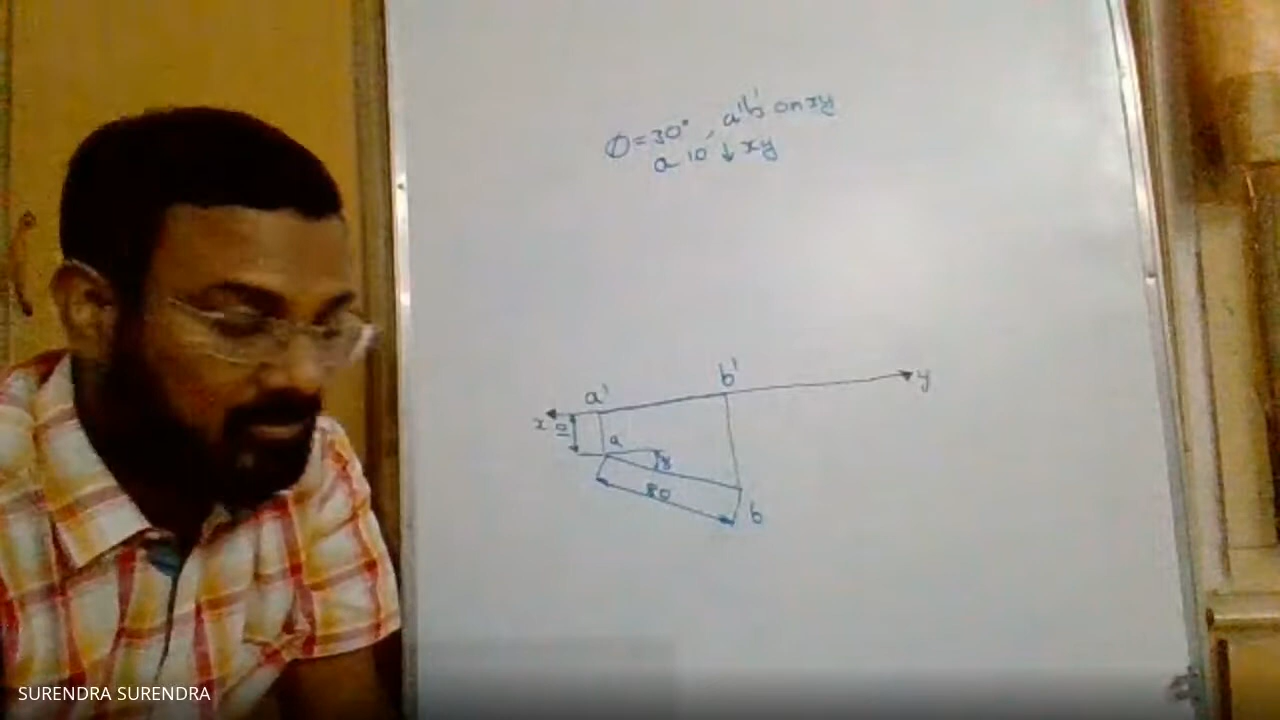 Ø = 30°, a'b' on xy
a 10 ↓ xy
b'
y
a'
x
10
a
80
b
SURENDRA SURENDRA